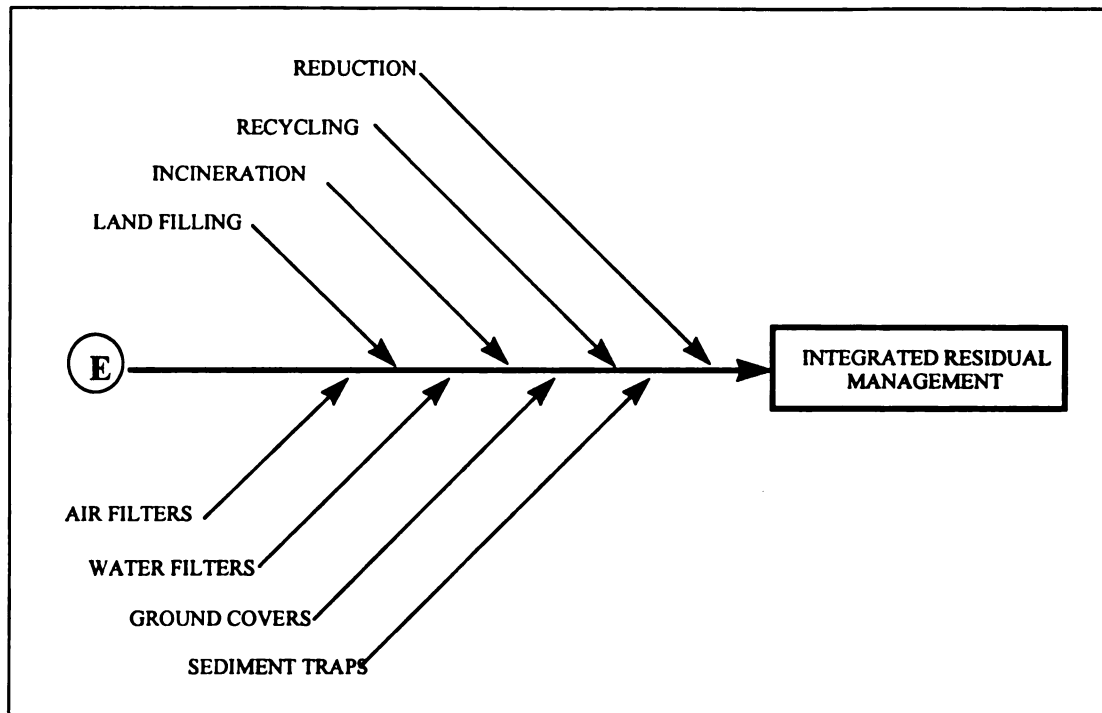 REDUCTION
RECYCLING
INCINERATION
LAND FILLING
E
INTEGRATED RESIDUAL
MANAGEMENT
AIR FILTERS
WATER FILTERS
GROUND COVERS
SEDIMENT TRAPS